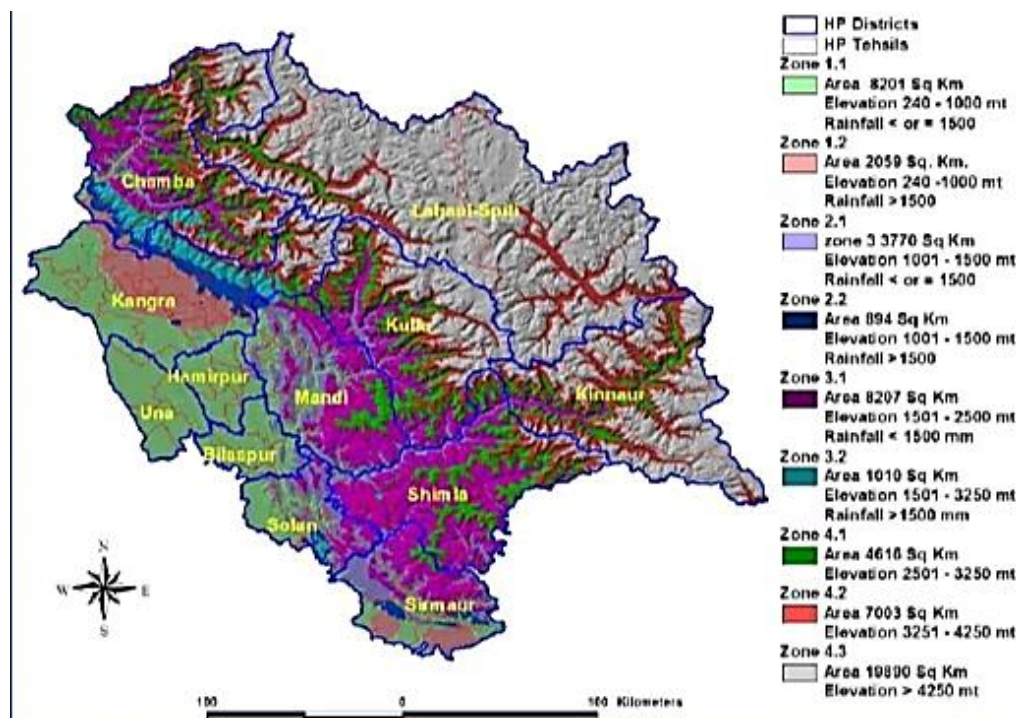 HP Districts
HP Tehsils
Zone 1.1
Area 8201 Sq Km
Elevation 240 - 1000 mt
Rainfall < or = 1500
Zone 1.2
Area 2059 Sq. Km.
Elevation 240 -1000 mt
Rainfall >1500
Zone 2.1
zone 3 3770 Sq Km
Elevation 1001 - 1500 mt
Rainfall < or = 1500
Zone 2.2
Area 894 Sq Km
Elevation 1001 - 1500 mt
Rainfall >1500
Zone 3.1
Area 8207 Sq Km
Elevation 1501 - 2500 mt
Rainfall < 1500 mm
Zone 3.2
Area 1010 Sq Km
Elevation 1501 - 3250 mt
Rainfall >1500 mm
Zone 4.1
Area 4616 Sq Km
Elevation 2501 - 3250 mt
Zone 4.2
Area 7003 Sq Km
Elevation 3251 - 4250 mt
Zone 4.3
Area 19890 Sq Km
Elevation > 4250 mt
Chamba
Lahaul-Spiti
Kangra
Kullu
Hamirpur
Mandi
Kinnaur
Una
Bilaspur
Shimla
Solan
Sirmaur
N
W E
S
100 0 100 Kilometers